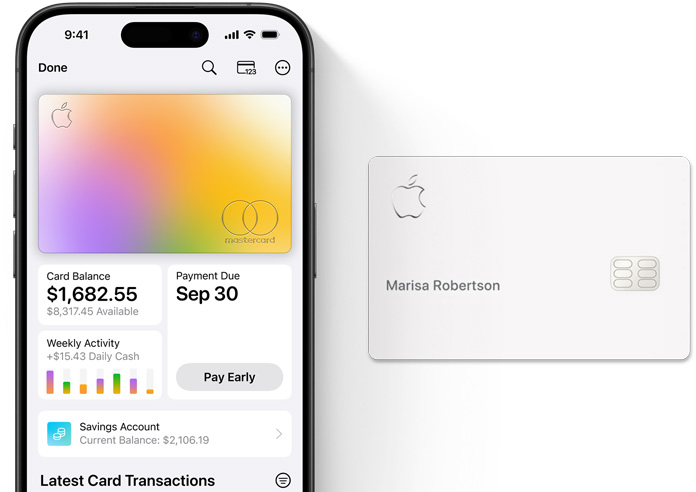 9:41
Done
123
mastercard
Card Balance
$1,682.55
$8,317.45 Available
Payment Due
Sep 30
Weekly Activity
+$15.43 Daily Cash
Pay Early
Savings Account
Current Balance: $2,106.19
Latest Card Transactions
Marisa Robertson